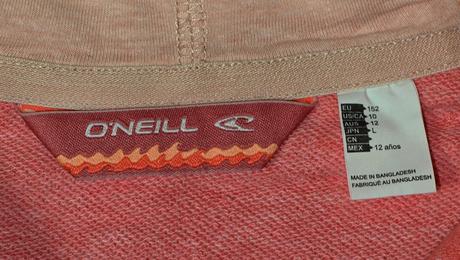 O'NEILL
EU 152
US/CA 10
AUS 12
JPN L
CN
MEX 12 años
MADE IN BANGLADESH
FABRIQUÉ AU BANGLADESH